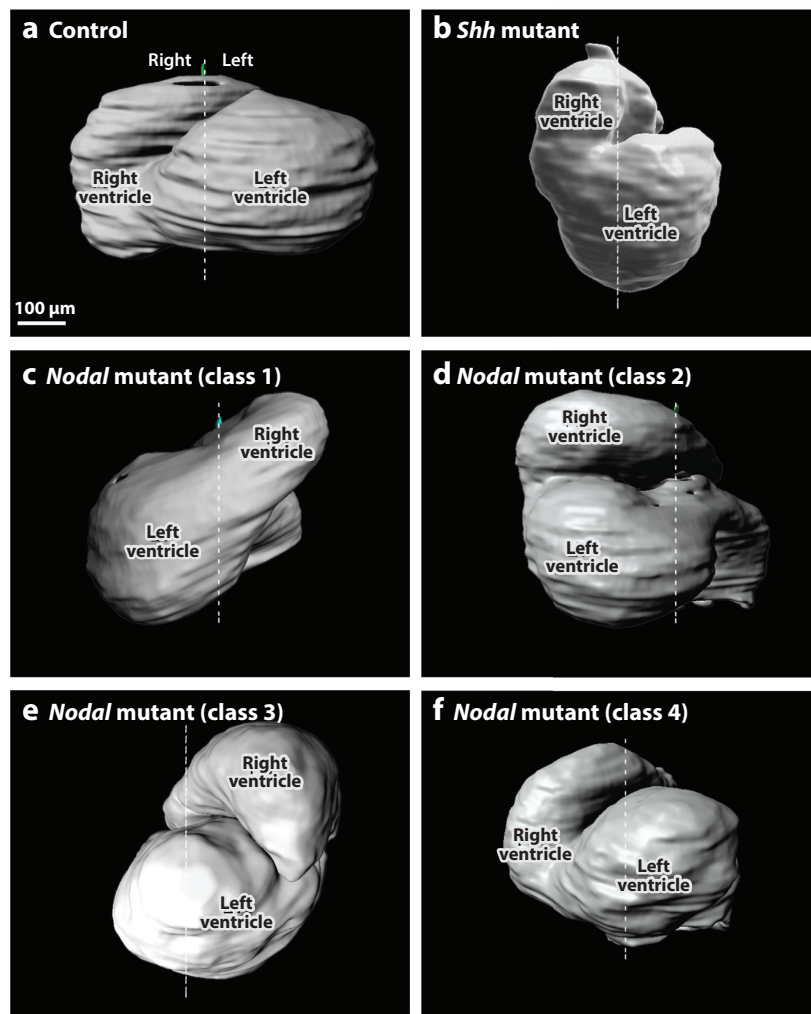 a Control
Right Left
Right
ventricle
Left
ventricle
100 μm
b Shh mutant
Right
ventricle
Left
ventricle
c Nodal mutant (class 1)
Right
ventricle
Left
ventricle
d Nodal mutant (class 2)
Right
ventricle
Left
ventricle
e Nodal mutant (class 3)
Right
ventricle
Left
ventricle
f Nodal mutant (class 4)
Right
ventricle
Left
ventricle